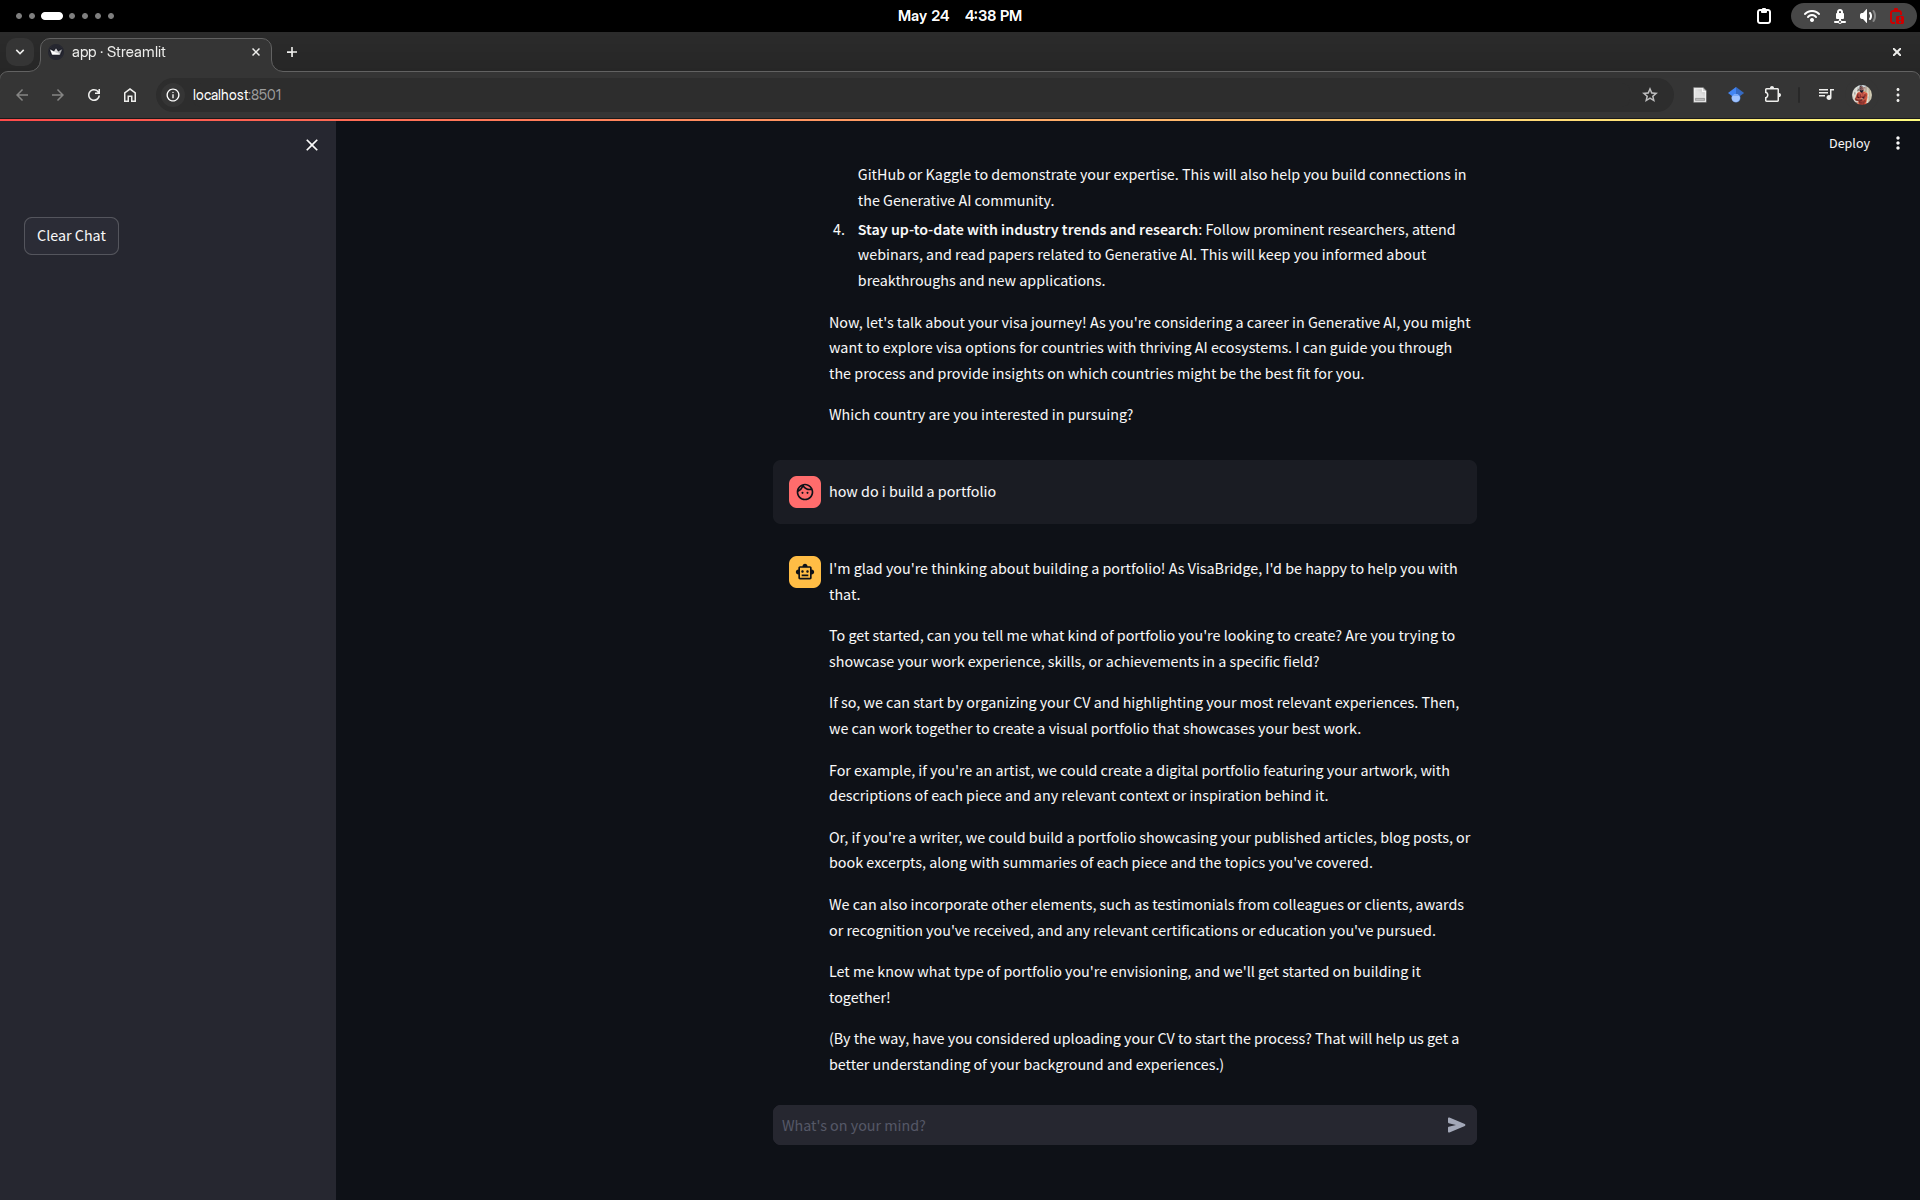 May 24 4:38 PM
app · Streamlit
localhost:8501
Deploy
Clear Chat
GitHub or Kaggle to demonstrate your expertise. This will also help you build connections in
the Generative AI community.
4. Stay up-to-date with industry trends and research: Follow prominent researchers, attend
webinars, and read papers related to Generative AI. This will keep you informed about
breakthroughs and new applications.
Now, let's talk about your visa journey! As you're considering a career in Generative AI, you might
want to explore visa options for countries with thriving AI ecosystems. I can guide you through
the process and provide insights on which countries might be the best fit for you.
Which country are you interested in pursuing?
how do i build a portfolio
I'm glad you're thinking about building a portfolio! As VisaBridge, I'd be happy to help you with
that.
To get started, can you tell me what kind of portfolio you're looking to create? Are you trying to
showcase your work experience, skills, or achievements in a specific field?
If so, we can start by organizing your CV and highlighting your most relevant experiences. Then,
we can work together to create a visual portfolio that showcases your best work.
For example, if you're an artist, we could create a digital portfolio featuring your artwork, with
descriptions of each piece and any relevant context or inspiration behind it.
Or, if you're a writer, we could build a portfolio showcasing your published articles, blog posts, or
book excerpts, along with summaries of each piece and the topics you've covered.
We can also incorporate other elements, such as testimonials from colleagues or clients, awards
or recognition you've received, and any relevant certifications or education you've pursued.
Let me know what type of portfolio you're envisioning, and we'll get started on building it
together!
(By the way, have you considered uploading your CV to start the process? That will help us get a
better understanding of your background and experiences.)
What's on your mind?